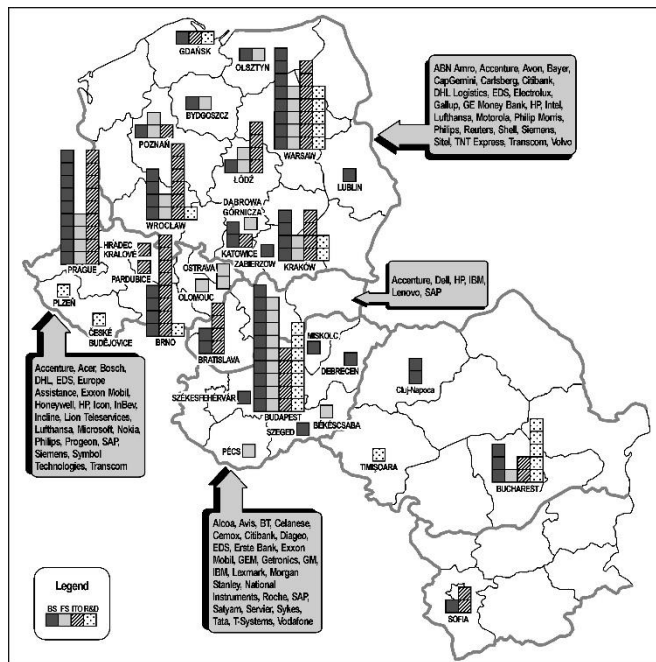 GDAŃSK
OLSZTYN
BYDGOSZCZ
POZNAŃ
WARSAW
ŁÓDŹ
LUBLIN
WROCŁAW
DĄBROWA
GÓRNICZA
KATOWICE
ZABIERZOW
KRAKÓW
PRAGUE
HRADEC
KRALOVÉ
PARDUBICE
OSTRAVA
OLOMOUC
PLZEŃ
ČESKÉ
BUDĚJOVICE
BRNO
BRATISLAVA
MISKOLC
DEBRECEN
SZÉKESFEHÉRVÁR
BUDAPEST
SZEGED
BÉKÉSCSABA
PÉCS
Cluj-Napoca
TIMIŞOARA
BUCHAREST
SOFIA
ABN Amro, Accenture, Avon, Bayer,
CapGemini, Carlsberg, Citibank,
DHL Logistics, EDS, Electrolux,
Gallup, GE Money Bank, HP, Intel,
Lufthansa, Motorola, Philip Morris,
Philips, Reuters, Shell, Siemens,
Sitel, TNT Express, Transcom, Volvo
Accenture, Dell, HP, IBM,
Lenovo, SAP
Accenture, Acer, Bosch,
DHL, EDS, Europe
Assistance, Exxon Mobil,
Honeywell, HP, Icon, InBev,
Incline, Lion Teleservices,
Lufthansa, Microsoft, Nokia,
Philips, Progeon, SAP,
Siemens, Symbol
Technologies, Transcom
Alcoa, Avis, BT, Celanese,
Cemox, Citibank, Diageo,
EDS, Erste Bank, Exxon
Mobil, GEM, Getronics, GM,
IBM, Lexmark, Morgan
Stanley, National
Instruments, Roche, SAP,
Satyam, Servier, Sykes,
Tata, T-Systems, Vodafone
Legend
BS FS ITO R&D